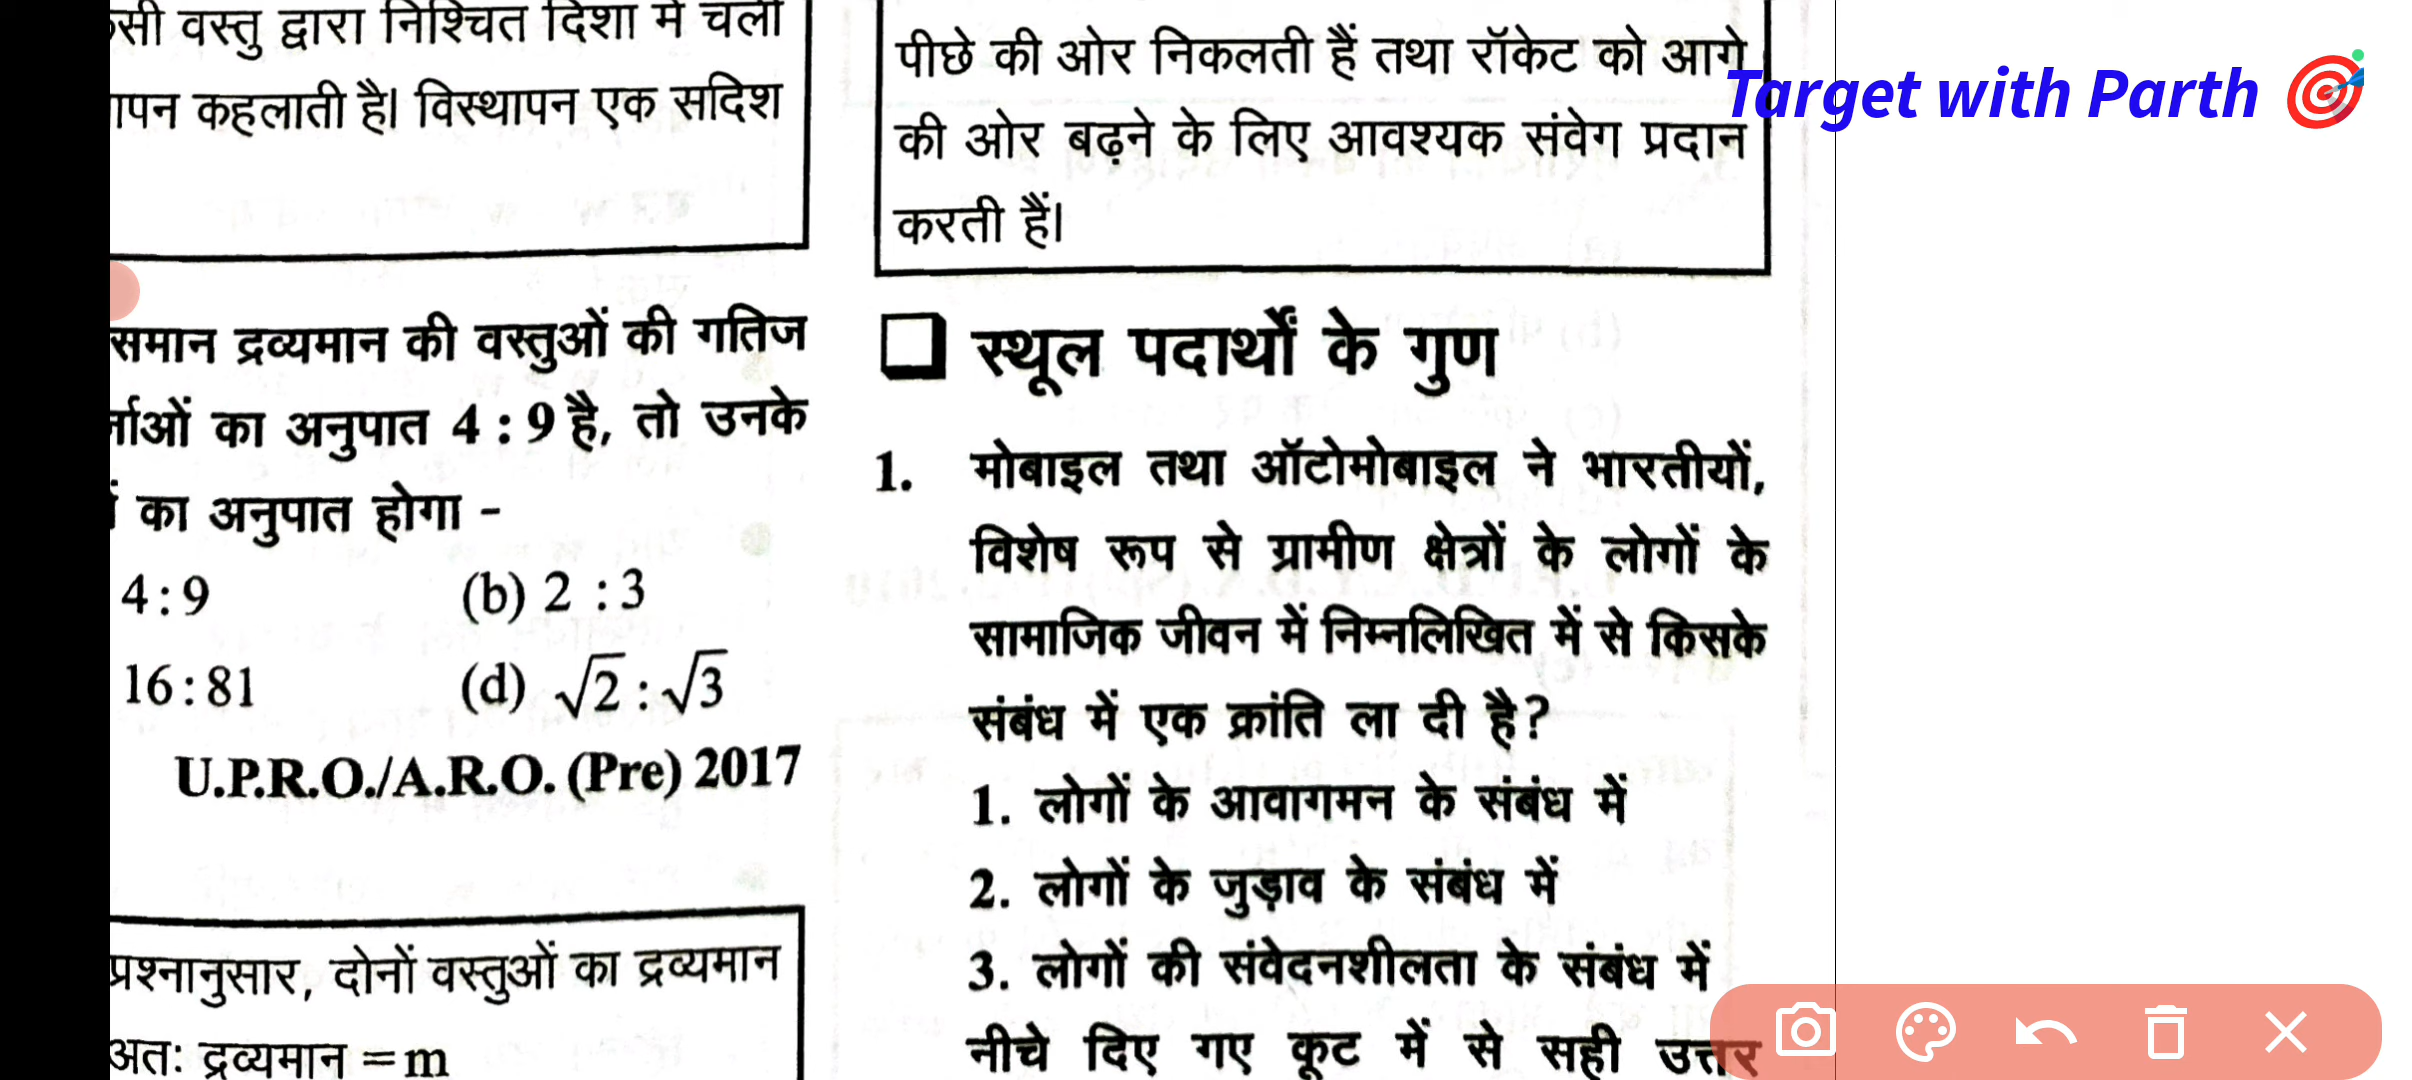 वस्तु द्वारा निश्चित दिशा में चली
कहलाती है। विस्थापन एक सदिश
समान द्रव्यमान की वस्तुओं की गतिज
का अनुपात 4 : 9 है, तो उनके
का अनुपात होगा -
4 : 9 (b) 2 : 3
16 : 81 (d) √2 : √3
U.P.R.O./A.R.O. (Pre) 2017
प्रश्नानुसार, दोनों वस्तुओं का द्रव्यमान
अतः द्रव्यमान = m
पीछे की ओर निकलती हैं तथा रॉकेट को आगे
की ओर बढ़ने के लिए आवश्यक संवेग प्रदान
करती हैं।
स्थूल पदार्थों के गुण
1. मोबाइल तथा ऑटोमोबाइल ने भारतीयों,
विशेष रूप से ग्रामीण क्षेत्रों के लोगों के
सामाजिक जीवन में निम्नलिखित में से किसके
संबंध में एक क्रांति ला दी है?
1. लोगों के आवागमन के संबंध में
2. लोगों के जुड़ाव के संबंध में
3. लोगों की संवेदनशीलता के संबंध में
नीचे दिए गए कूट में से सही उत्तर
Target with Parth